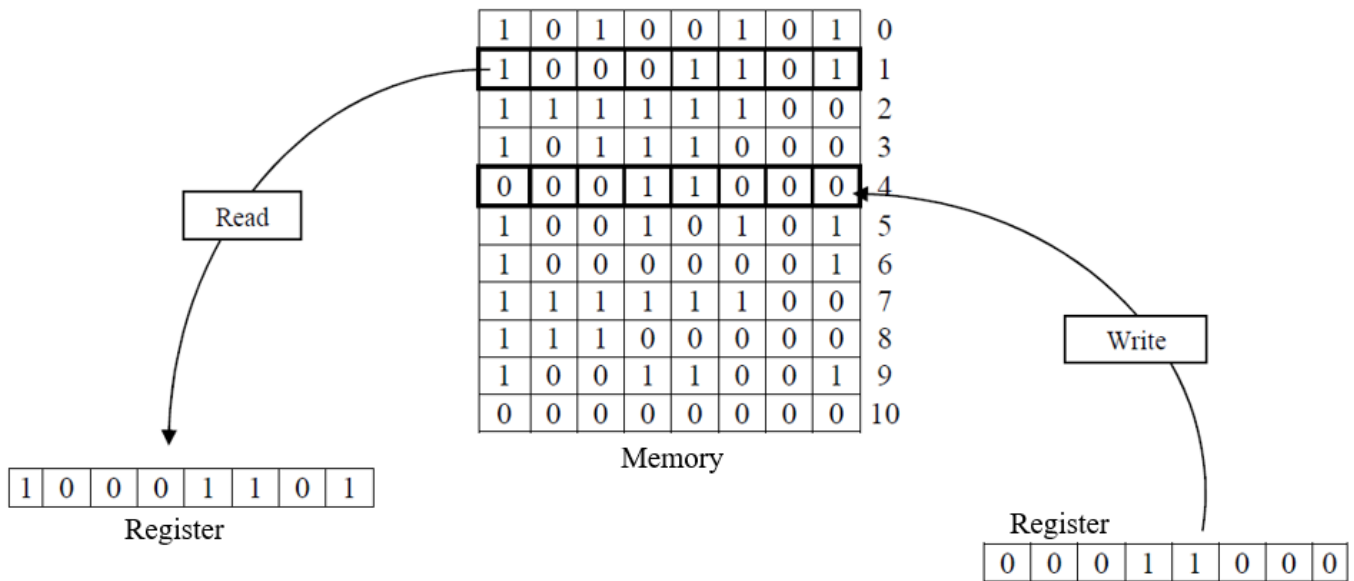 1 0 1 0 0 1 0 1 0
1 0 0 0 1 1 0 1 1
1 1 1 1 1 1 0 0 2
1 0 1 1 1 0 0 0 3
0 0 0 1 1 0 0 0 4
Read
1 0 0 1 0 1 0 1 5
1 0 0 0 0 0 0 1 6
1 1 1 1 1 1 0 0 7
Write
1 1 1 0 0 0 0 0 8
1 0 0 1 1 0 0 1 9
0 0 0 0 0 0 0 0 10
Memory
1 0 0 0 1 1 0 1
Register
Register
0 0 0 1 1 0 0 0